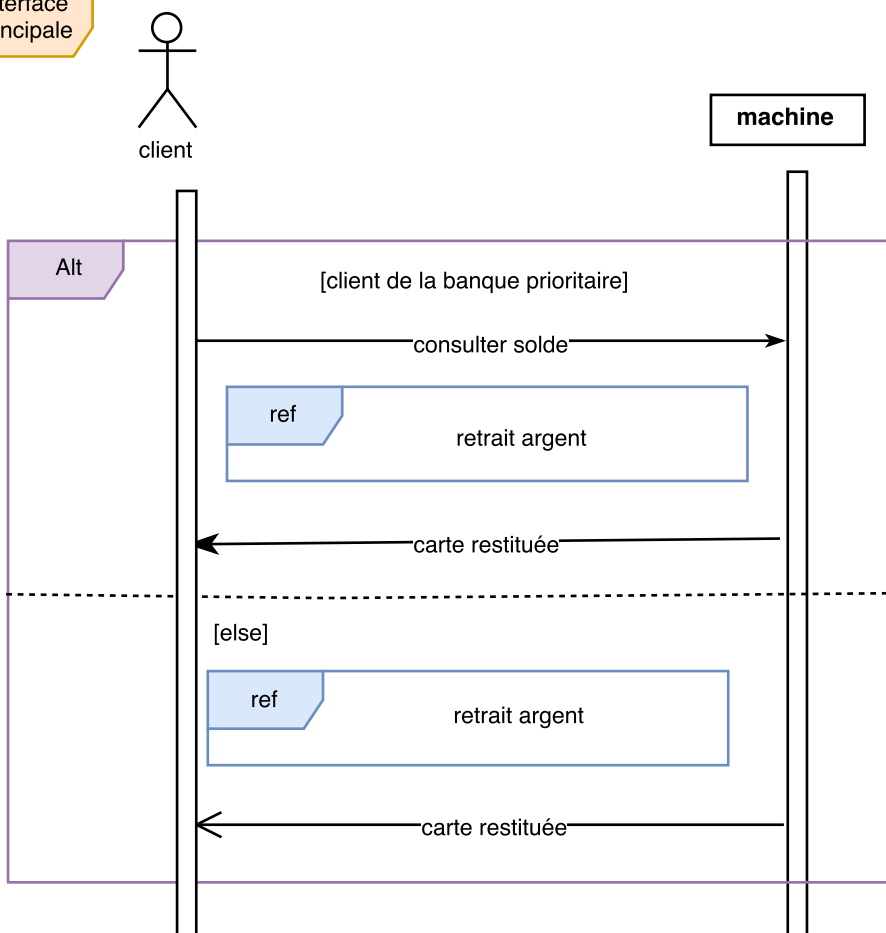 principale
client
machine
Alt
[client de la banque prioritaire]
consulter solde
ref
retrait argent
carte restituée
[else]
ref
retrait argent
carte restituée